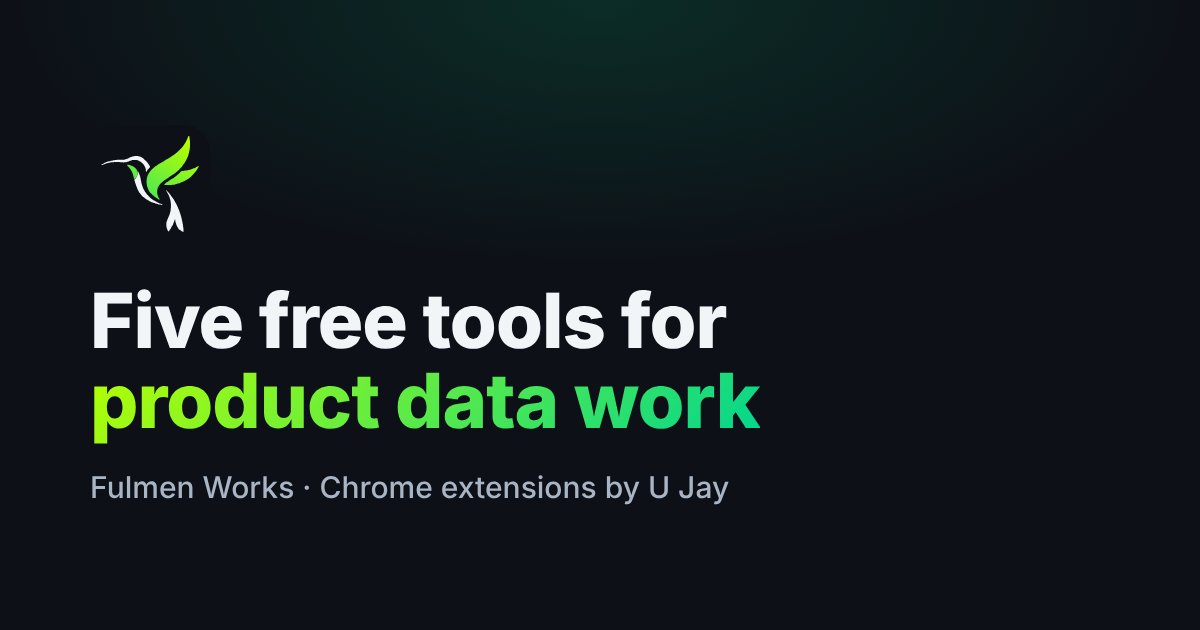 Five free tools for
product data work
Fulmen Works · Chrome extensions by U Jay